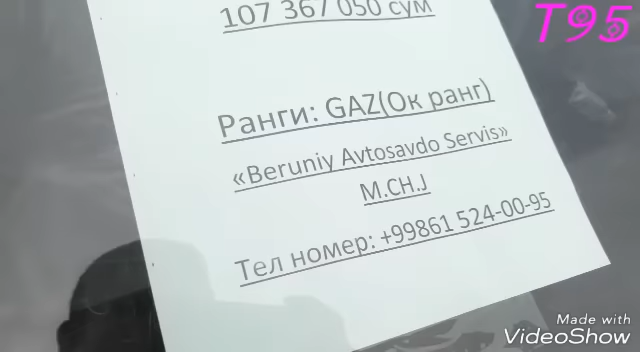 107 367 050 сум
T95
Ранги: GAZ(Ок ранг)
«Beruniy Avtosavdo Servis»
M.CH.J
Тел номер: +99861 524-00-95
Made with
VideoShow